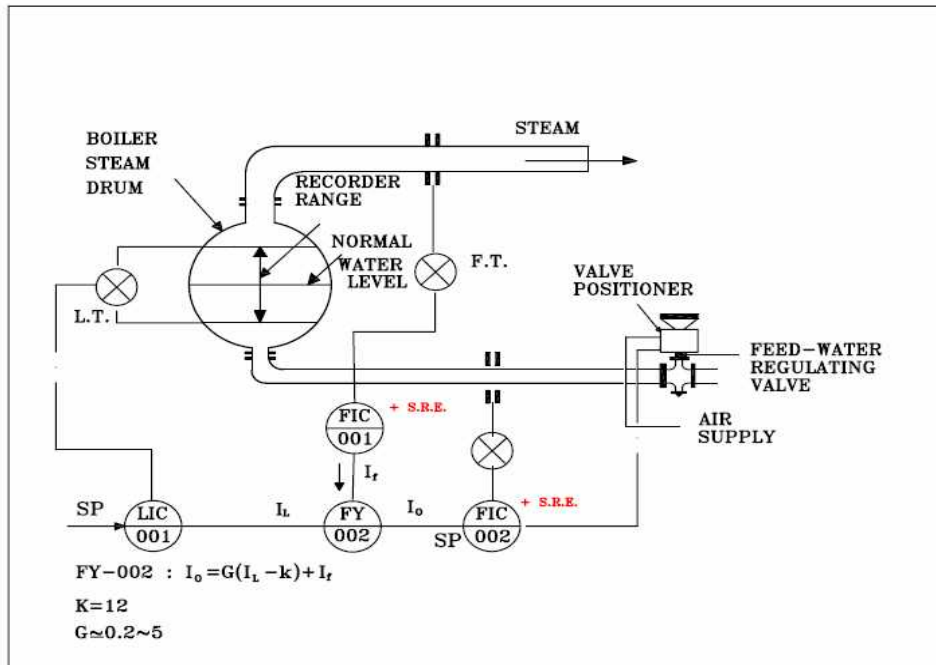 STEAM
BOILER
STEAM
DRUM
RECORDER
RANGE
NORMAL
WATER
LEVEL
F.T.
L.T.
VALVE
POSITIONER
FEED-WATER
REGULATING
VALVE
AIR
SUPPLY
FIC
001
+ S.R.E.
If
SP
LIC
001
IL
FY
002
Io
SP
FIC
002
+ S.R.E.
FY-002 : Io=G(IL-k)+If
K=12
G≃0.2~5